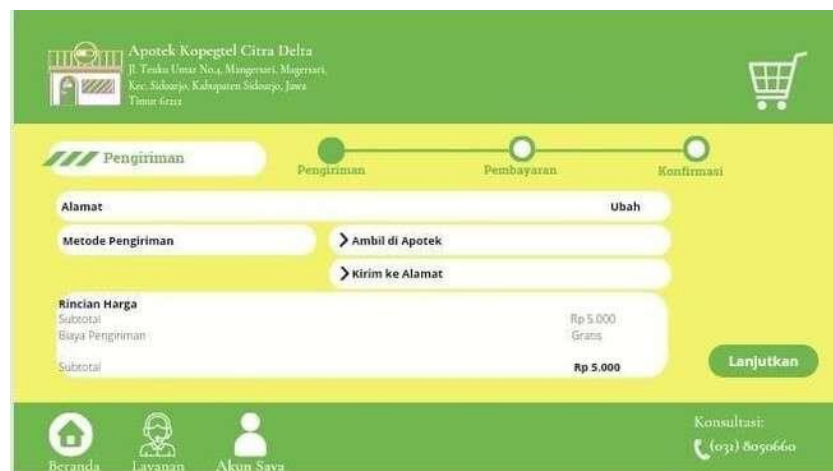 Apotek Kopegtel Citra Delta
Jl. Teuku Umar No.4, Mangersari, Magersari,
Kec. Sidoarjo, Kabupaten Sidoarjo, Jawa
Timur 61212
Pengiriman
Pengiriman
Pembayaran
Konfirmasi
Alamat
Ubah
Metode Pengiriman
Ambil di Apotek
Kirim ke Alamat
Rincian Harga
Subtotal
Rp 5.000
Biaya Pengiriman
Gratis
Subtotal
Rp 5.000
Lanjutkan
Beranda
Layanan
Akun Saya
Konsultasi:
(031) 8050660